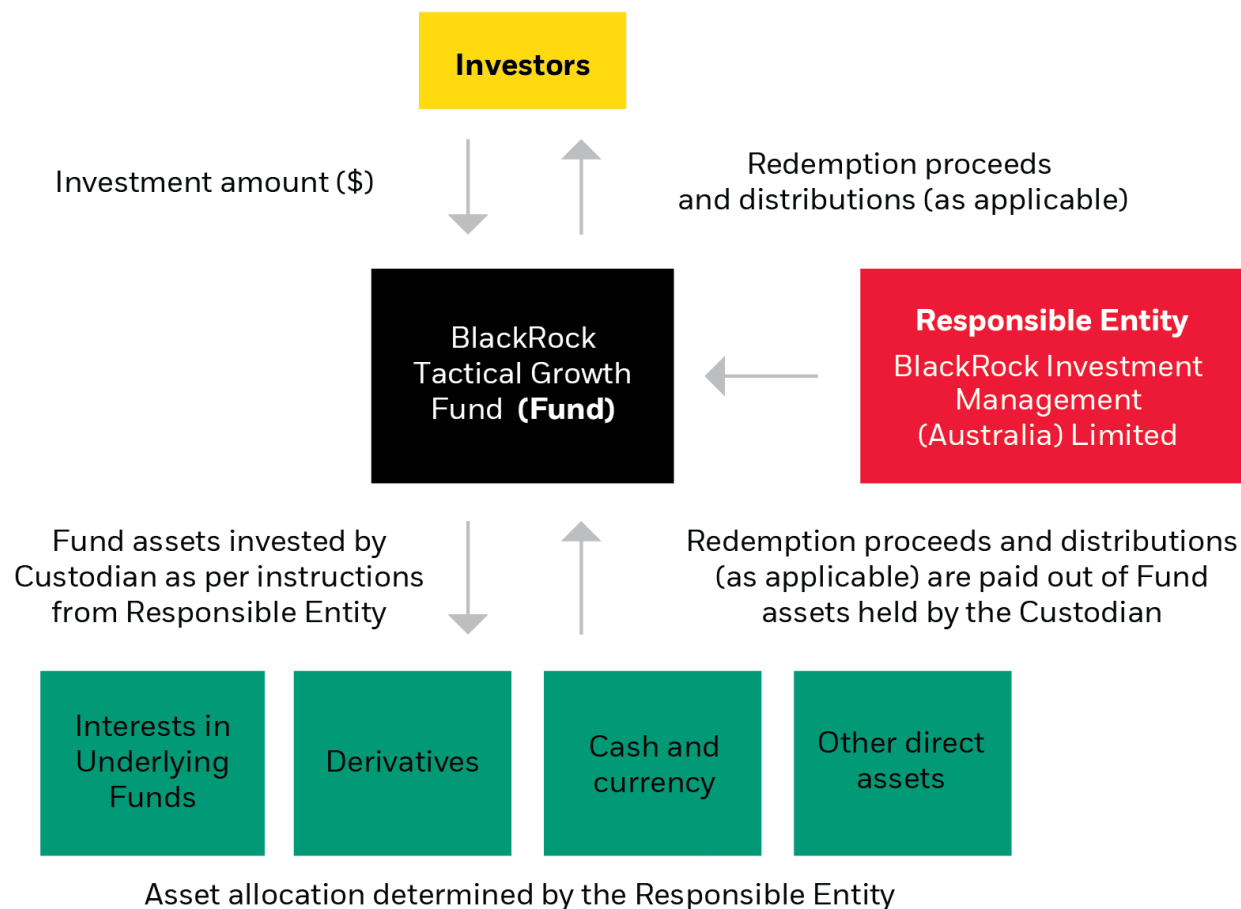 Investors
Investment amount ($)
Redemption proceeds
and distributions (as applicable)
BlackRock
Tactical Growth
Fund (Fund)
Responsible Entity
BlackRock Investment
Management
(Australia) Limited
Fund assets invested by
Custodian as per instructions
from Responsible Entity
Redemption proceeds and distributions
(as applicable) are paid out of Fund
assets held by the Custodian
Interests in
Underlying
Funds
Derivatives
Cash and
currency
Other direct
assets
Asset allocation determined by the Responsible Entity